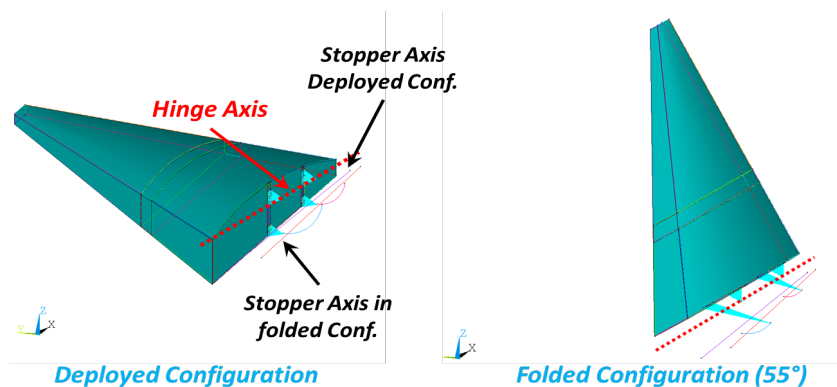 Stopper Axis
Deployed Conf.
Hinge Axis
Stopper Axis in
folded Conf.
Z
Y
X
Deployed Configuration
Z
X
Folded Configuration (55°)